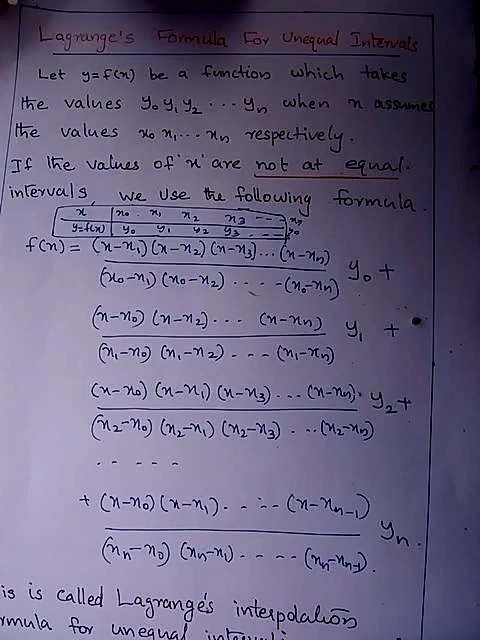 Lagrange's Formula For Unequal Intervals
Let y=f(x) be a function which takes
the values y₀ y₁ y₂ ... yₙ when x assumes
the values x₀ x₁ ... xₙ respectively.
If the values of 'x' are not at equal
intervals, we use the following formula.
x | x₀ x₁ x₂ x₃ ---- xₙ
y=f(x) | y₀ y₁ y₂ y₃ ----
f(x) = (x-x₁)(x-x₂)(x-x₃)...(x-xₙ)
(x₀-x₁)(x₀-x₂) ..... (x₀-xₙ) y₀ +
(x-x₀)(x-x₂)... (x-xₙ)
(x₁-x₀)(x₁-x₂)---(x₁-xₙ) y₁ +
(x-x₀)(x-x₁)(x-x₃)...(x-xₙ)
(x₂-x₀)(x₂-x₁)(x₂-x₃)...(x₂-xₙ) y₂ +
.. - - -
+ (x-x₀)(x-x₁)..... (x-xₙ₋₁)
(xₙ-x₀)(xₙ-x₁)---- (xₙ-xₙ₋₁) yₙ.
is is called Lagrange's interpolation
rmula for unequal